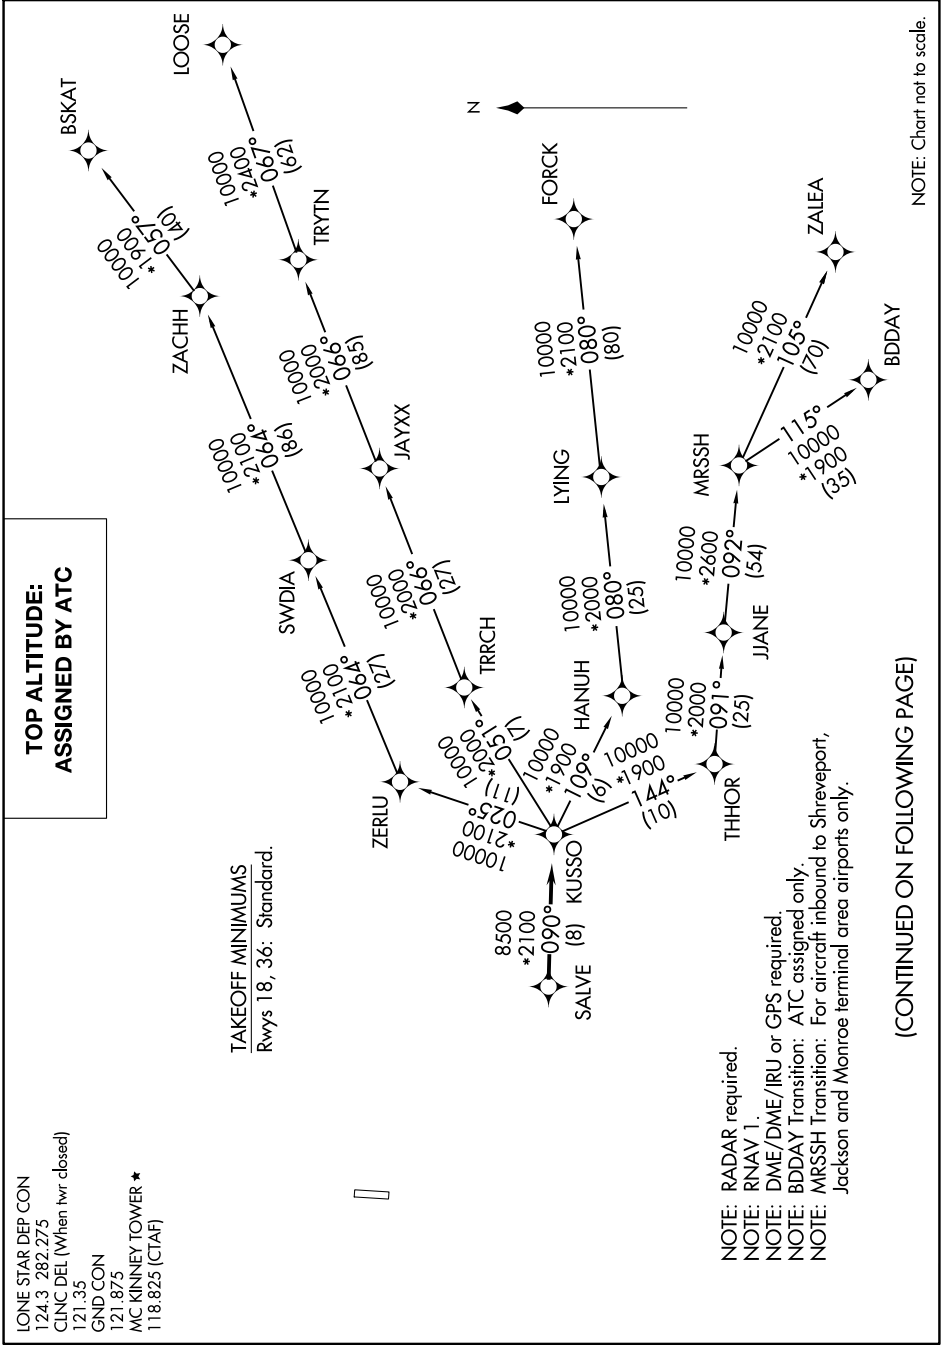 LONE STAR DEP CON
124.3 282.275
CLNC DEL (When twr closed)
121.35
GND CON
121.875
MC KINNEY TOWER ★
118.825 (CTAF)
TOP ALTITUDE:
ASSIGNED BY ATC
TAKEOFF MINIMUMS
Rwys 18, 36: Standard.
BSKAT
10000
*1900
057°
(40)
ZACHH
10000
*2100
064°
(86)
SWDIA
10000
*2100
064°
(27)
ZERLU
10000
*2100
025°
(11)
LOOSE
10000
*2400
067°
(62)
TRYTN
10000
*2000
066°
(85)
JAYXX
10000
*2000
066°
(27)
TRRCH
10000
*2000
051°
(7)
N
FORCK
10000
*2100
080°
(80)
LYING
10000
*2000
080°
(25)
HANUH
10000
*1900
109°
(6)
8500
*2100
090°
(8)
SALVE
KUSSO
10000
*1900
144°
(10)
THHOR
10000
*2000
091°
(25)
JJANE
10000
*2600
092°
(54)
MRSSH
10000
*2100
105°
(70)
ZALEA
115°
10000
*1900
(35)
BDDAY
NOTE: RADAR required.
NOTE: RNAV 1.
NOTE: DME/DME/IRU or GPS required.
NOTE: BDDAY Transition: ATC assigned only.
NOTE: MRSSH Transition: For aircraft inbound to Shreveport,
Jackson and Monroe terminal area airports only.
(CONTINUED ON FOLLOWING PAGE)
NOTE: Chart not to scale.